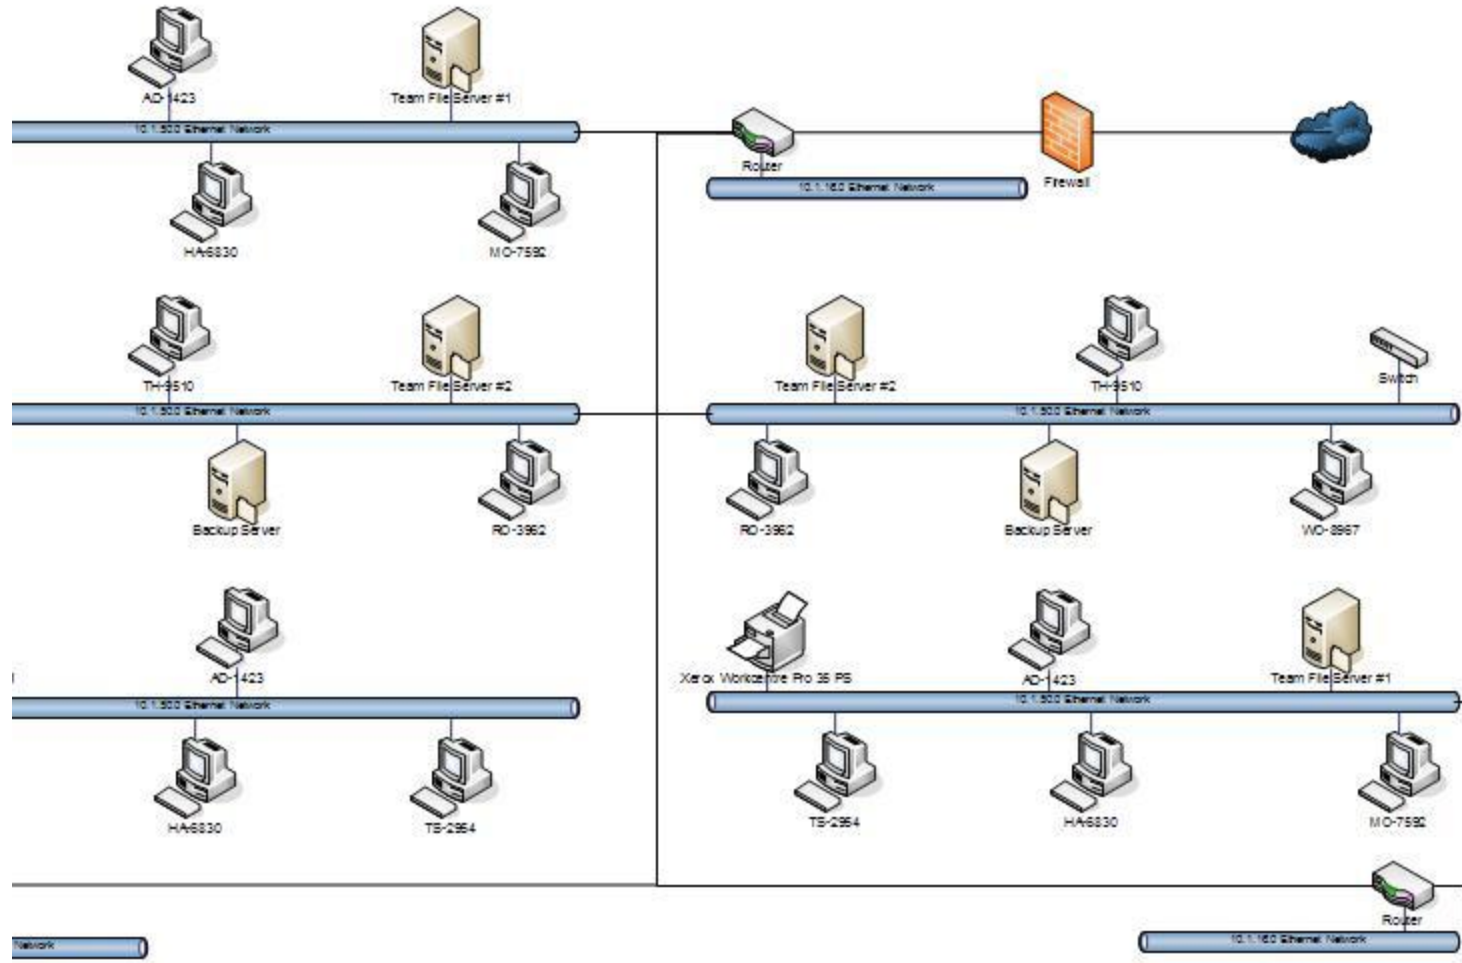 AD-1423
Team File Server #1
10.1.50.0 Ethernet Network
Router
10.1.16.0 Ethernet Network
Firewall
HA-6830
MO-7592
TH-9510
Team File Server #2
Team File Server #2
TH-9510
Switch
10.1.50.0 Ethernet Network
10.1.50.0 Ethernet Network
Backup Server
RO-3962
RO-3962
Backup Server
WO-8967
AD-1423
Xerox Workcentre Pro 35 PS
AD-1423
Team File Server #1
10.1.50.0 Ethernet Network
10.1.50.0 Ethernet Network
HA-6830
TS-2954
TS-2954
HA-6830
MO-7592
Router
Network
10.1.16.0 Ethernet Network